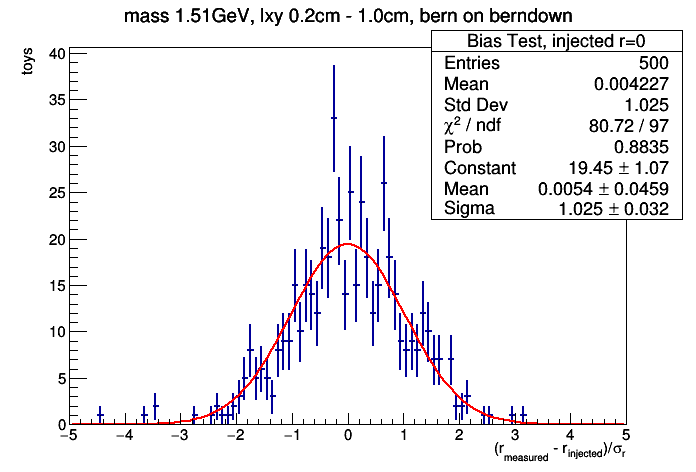 mass 1.51GeV, lxy 0.2cm - 1.0cm, bern on berndown
Bias Test, injected r=0
Entries 500
Mean 0.004227
Std Dev 1.025
χ² / ndf 80.72 / 97
Prob 0.8835
Constant 19.45 ± 1.07
Mean 0.0054 ± 0.0459
Sigma 1.025 ± 0.032
toys
40
35
30
25
20
15
10
5
0
−5 −4 −3 −2 −1 0 1 2 3 4 5
(r_measured - r_injected)/σ_r